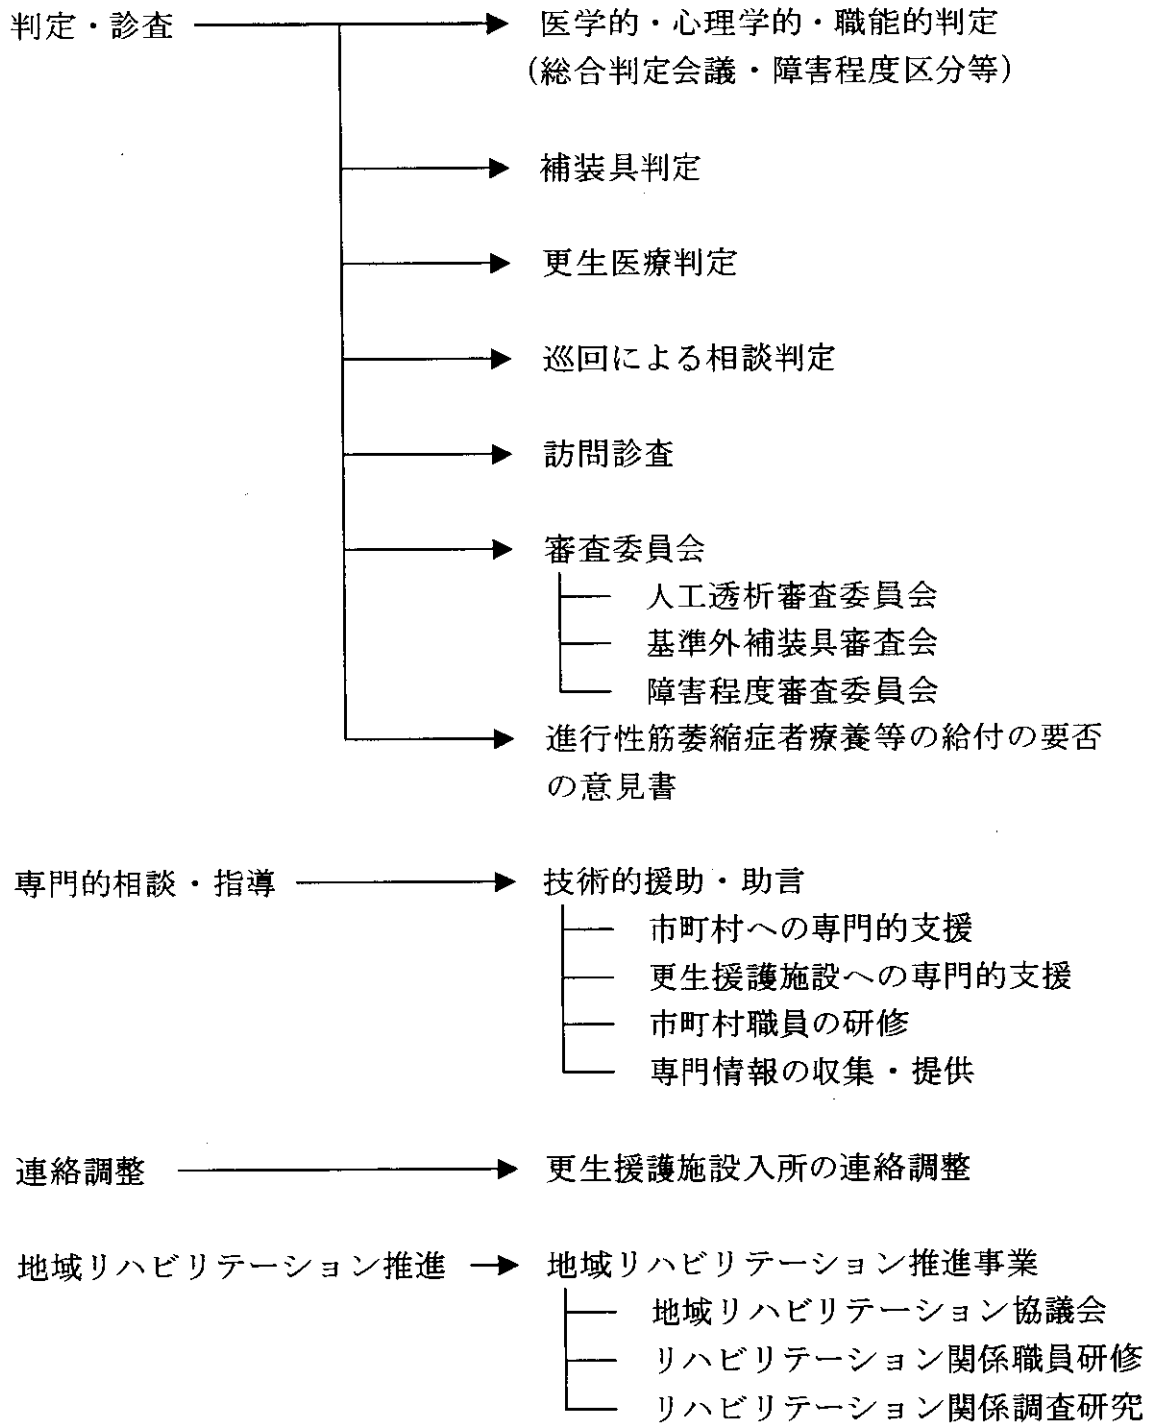 判定・診査
医学的・心理学的・職能的判定
(総合判定会議・障害程度区分等)
補装具判定
更生医療判定
巡回による相談判定
訪問診査
審査委員会
人工透析審査委員会
基準外補装具審査会
障害程度審査委員会
進行性筋萎縮症者療養等の給付の要否
の意見書
専門的相談・指導
技術的援助・助言
市町村への専門的支援
更生援護施設への専門的支援
市町村職員の研修
専門情報の収集・提供
連絡調整
更生援護施設入所の連絡調整
地域リハビリテーション推進
地域リハビリテーション推進事業
地域リハビリテーション協議会
リハビリテーション関係職員研修
リハビリテーション関係調査研究